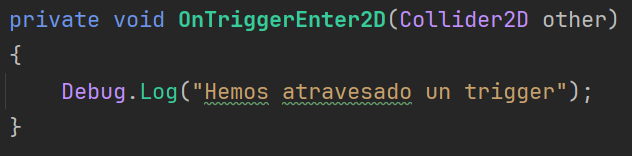 private void OnTriggerEnter2D(Collider2D other)
{
    Debug.Log("Hemos atravesado un trigger");
}